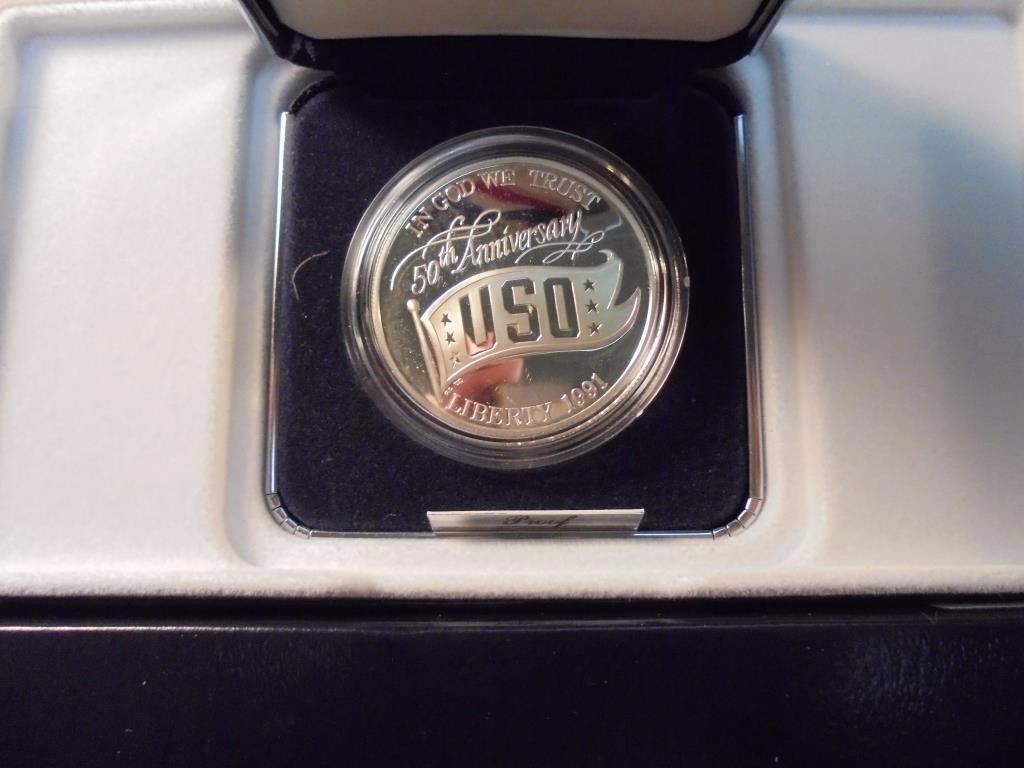 IN GOD WE TRUST
50th Anniversary
USO
LIBERTY 1991
Proof